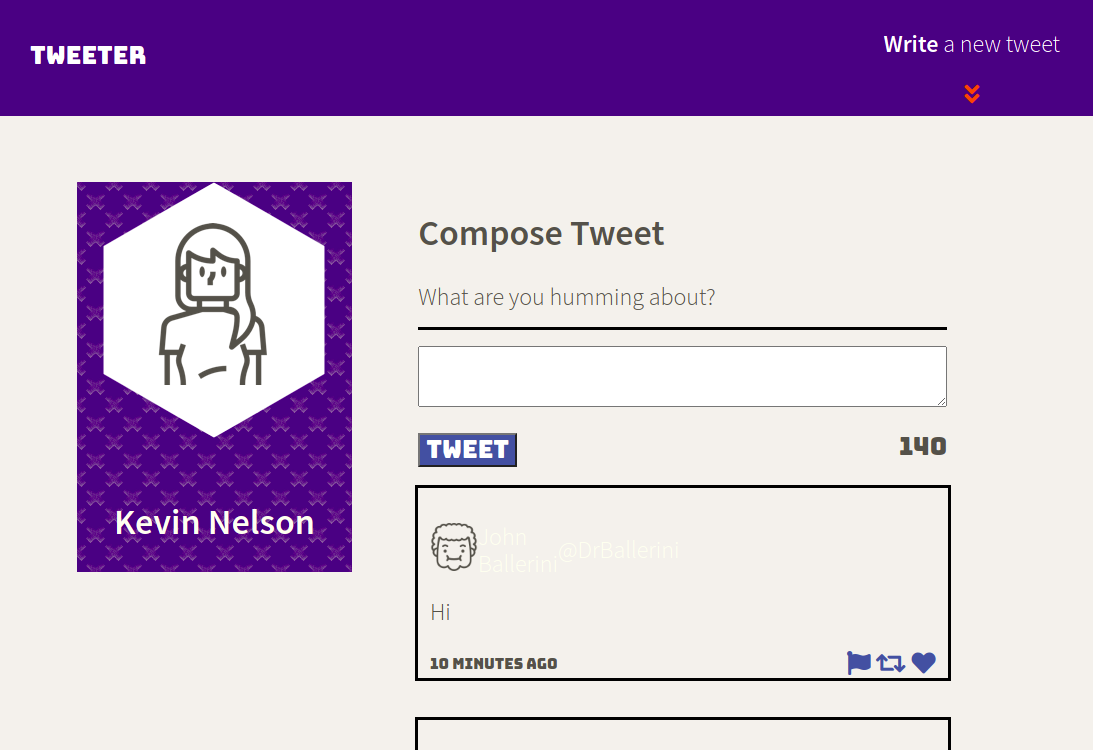 TWEETER
Write a new tweet
Kevin Nelson
Compose Tweet
What are you humming about?
TWEET
140
John
Ballerini
@DrBallerini
Hi
10 MINUTES AGO